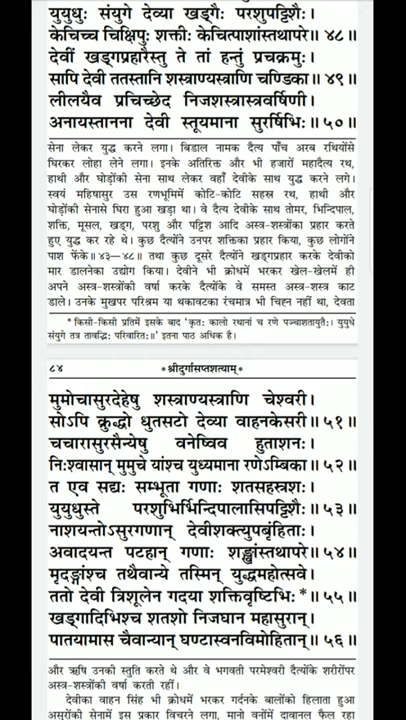 युयुधुः संयुगे देव्या खड्गैः परशुपट्टिशैः।
केचिच्च चिक्षिपुः शक्तीः केचित्पाशांस्तथापरे॥ ४८॥
देवीं खड्गप्रहारैस्तु ते तां हन्तुं प्रचक्रमुः।
सापि देवी ततस्तानि शस्त्राण्यस्त्राणि चण्डिका॥ ४९॥
लीलयैव प्रचिच्छेद निजशस्त्रास्त्रवर्षिणी।
अनायस्तानना देवी स्तूयमाना सुरर्षिभिः॥ ५०॥
सेना लेकर युद्ध करने लगा। बिडाल नामक दैत्य पाँच अरब रथियोंसे
घिरकर लोहा लेने लगा। इनके अतिरिक्त और भी हजारों महादैत्य रथ,
हाथी और घोड़ोंकी सेना साथ लेकर वहाँ देवीके साथ युद्ध करने लगे।
स्वयं महिषासुर उस रणभूमिमें कोटि-कोटि सहस्र रथ, हाथी और
घोड़ोंकी सेनासे घिरा हुआ खड़ा था। वे दैत्य देवीके साथ तोमर, भिन्दिपाल,
शक्ति, मूसल, खड्ग, परशु और पट्टिश आदि अस्त्र-शस्त्रोंका प्रहार करते
हुए युद्ध कर रहे थे। कुछ दैत्योंने उनपर शक्तिका प्रहार किया, कुछ लोगोंने
पाश फेंके॥ ४३—४८॥ तथा कुछ दूसरे दैत्योंने खड्गप्रहार करके देवीको
मार डालनेका उद्योग किया। देवीने भी क्रोधमें भरकर खेल-खेलमें ही
अपने अस्त्र-शस्त्रोंकी वर्षा करके दैत्योंके वे समस्त अस्त्र-शस्त्र काट
डाले। उनके मुखपर परिश्रम या थकावटका रंचमात्र भी चिह्न नहीं था, देवता
* किसी-किसी प्रतिमें इसके बाद 'कृतः कालो रथानां च रणे पञ्चाशतायुतैः। युयुधे
संयुगे तत्र तावद्भिः परिवारितः॥' इतना पाठ अधिक है।
८४ * श्रीदुर्गासप्तशत्याम् *
मुमोचासुरदेहेषु शस्त्राण्यस्त्राणि चेश्वरी।
सोऽपि क्रुद्धो धुतसटो देव्या वाहनकेसरी॥ ५१॥
चचारासुरसैन्येषु वनेष्विव हुताशनः।
निःश्वासान् मुमुचे यांश्च युध्यमाना रणेऽम्बिका॥ ५२॥
त एव सद्यः सम्भूता गणाः शतसहस्रशः।
युयुधुस्ते परशुभिर्भिन्दिपालासिपट्टिशैः॥ ५३॥
नाशयन्तोऽसुरगणान् देवीशक्त्युपबृंहिताः।
अवादयन्त पटहान् गणाः शङ्खांस्तथापरे॥ ५४॥
मृदङ्गांश्च तथैवान्ये तस्मिन् युद्धमहोत्सवे।
ततो देवी त्रिशूलेन गदया शक्तिवृष्टिभिः*॥ ५५॥
खड्गादिभिश्च शतशो निजघान महासुरान्।
पातयामास चैवान्यान् घण्टास्वनविमोहितान्॥ ५६॥
और ऋषि उनकी स्तुति करते थे और वे भगवती परमेश्वरी दैत्योंके शरीरोंपर
अस्त्र-शस्त्रोंकी वर्षा करती रहीं।
देवीका वाहन सिंह भी क्रोधमें भरकर गर्दनके बालोंको हिलाता हुआ
असुरोंकी सेनामें इस प्रकार विचरने लगा, मानो वनोंमें दावानल फैल रहा